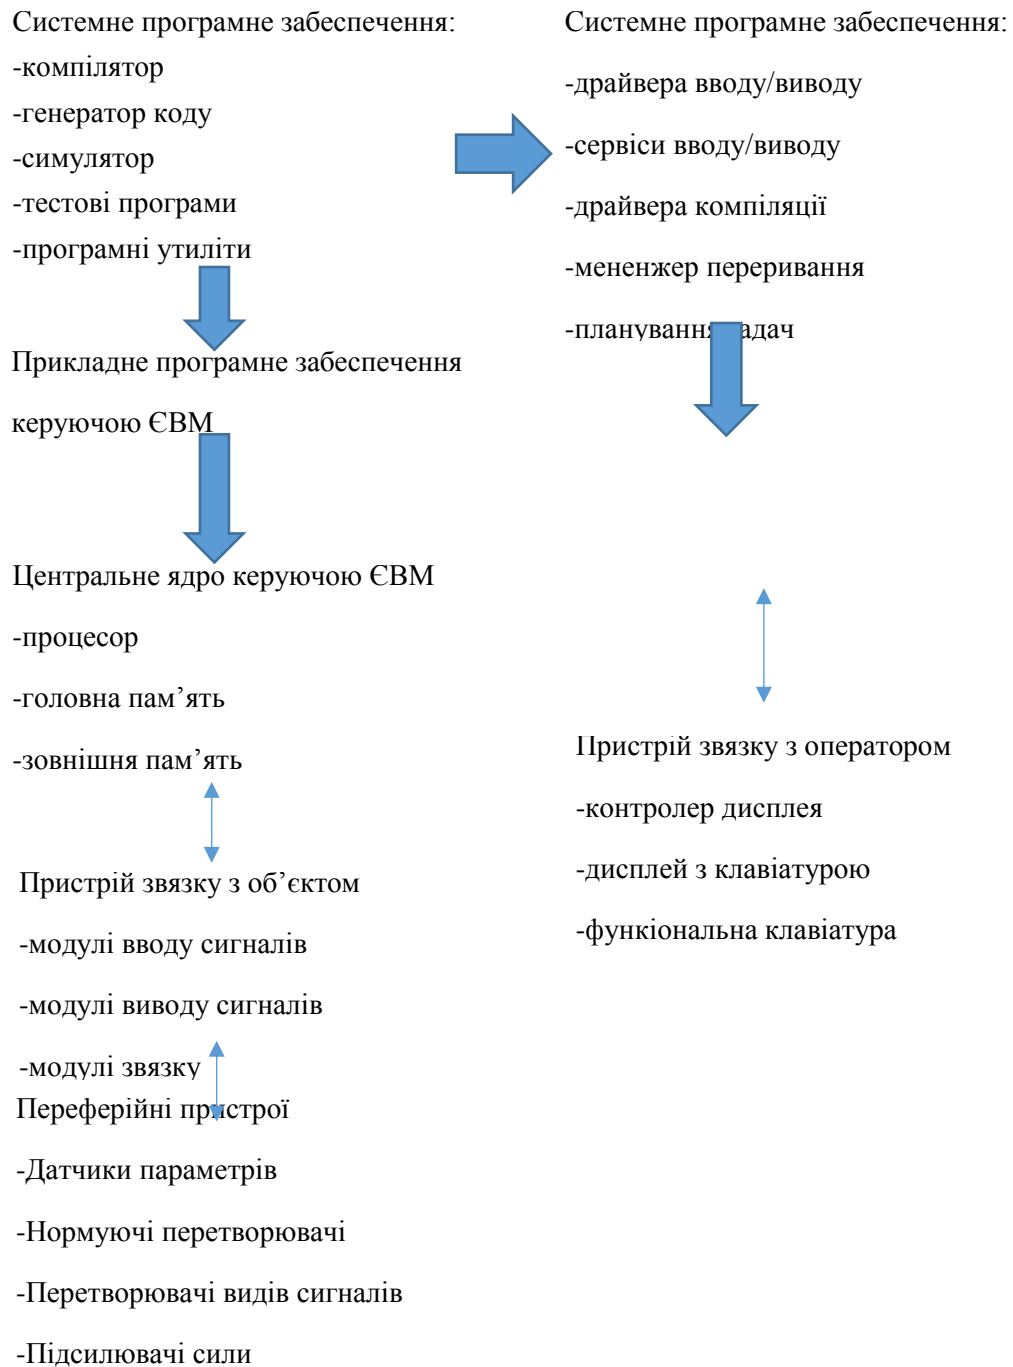 Системне програмне забеспечення:
-компілятор
-генератор коду
-симулятор
-тестові програми
-програмні утиліти
Системне програмне забеспечення:
-драйвера вводу/виводу
-сервіси вводу/виводу
-драйвера компіляції
-мененжер переривання
-планування задач
Прикладне програмне забеспечення
керуючою ЄВМ
Центральне ядро керуючою ЄВМ
-процесор
-головна пам’ять
-зовнішня пам’ять
Пристрій звязку з об’єктом
-модулі вводу сигналів
-модулі виводу сигналів
-модулі звязку
Пристрій звязку з оператором
-контролер дисплея
-дисплей з клавіатурою
-функіональна клавіатура
Переферійні пристрої
-Датчики параметрів
-Нормуючі перетворювачі
-Перетворювачі видів сигналів
-Підсилювачі сили